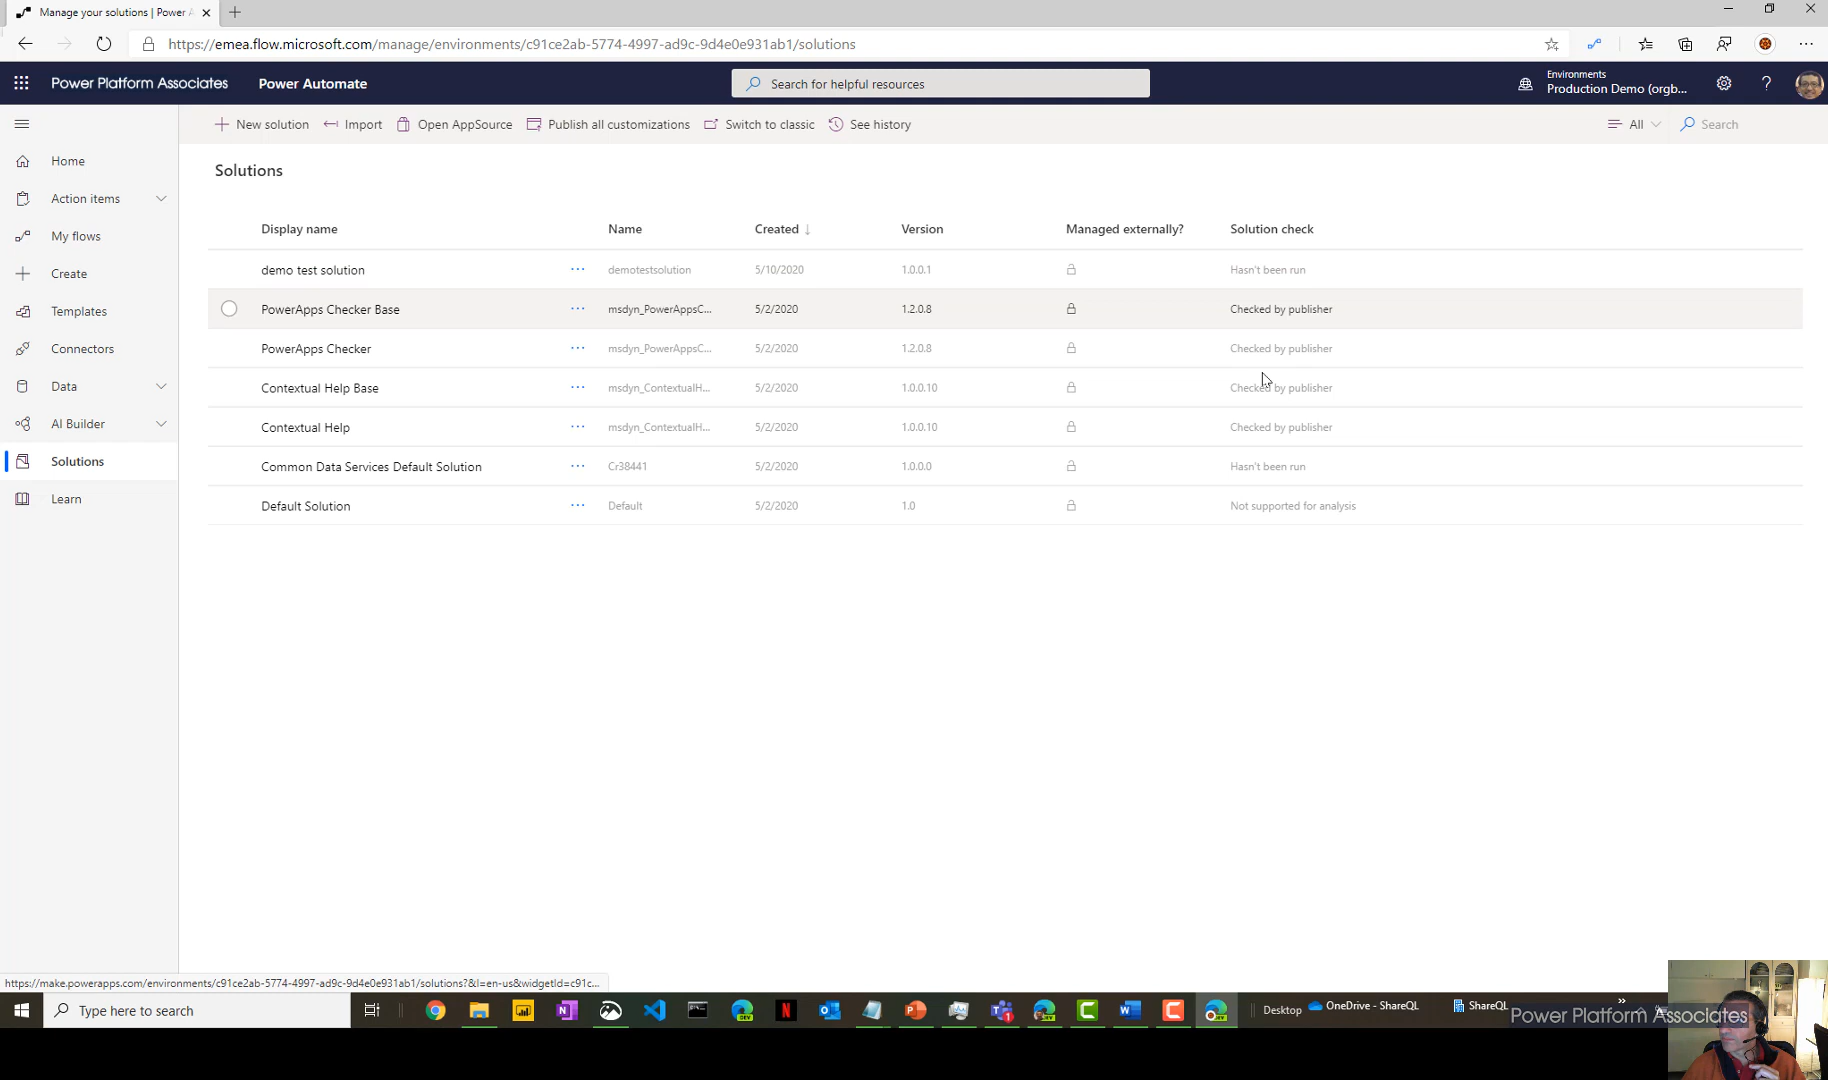 Manage your solutions | Power A
https://emea.flow.microsoft.com/manage/environments/c91ce2ab-5774-4997-ad9c-9d4e0e931ab1/solutions
Power Platform Associates
Power Automate
Search for helpful resources
Environments
Production Demo (orgb...
New solution
Import
Open AppSource
Publish all customizations
Switch to classic
See history
All
Search
Home
Action items
My flows
Create
Templates
Connectors
Data
AI Builder
Solutions
Learn
Solutions
Display name Name Created Version Managed externally? Solution check
demo test solution ... demotestsolution 5/10/2020 1.0.0.1 Hasn't been run
PowerApps Checker Base ... msdyn_PowerAppsC... 5/2/2020 1.2.0.8 Checked by publisher
PowerApps Checker ... msdyn_PowerAppsC... 5/2/2020 1.2.0.8 Checked by publisher
Contextual Help Base ... msdyn_ContextualH... 5/2/2020 1.0.0.10 Checked by publisher
Contextual Help ... msdyn_ContextualH... 5/2/2020 1.0.0.10 Checked by publisher
Common Data Services Default Solution ... Cr38441 5/2/2020 1.0.0.0 Hasn't been run
Default Solution ... Default 5/2/2020 1.0 Not supported for analysis
https://make.powerapps.com/environments/c91ce2ab-5774-4997-ad9c-9d4e0e931ab1/solutions?&l=en-us&widgetId=c91c...
Type here to search
Desktop
OneDrive - ShareQL
ShareQL
Power Platform Associates